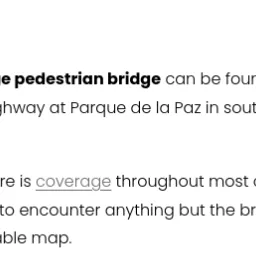 e pedestrian bridge can be four
ghway at Parque de la Paz in sout
re is coverage throughout most
to encounter anything but the br
able map.